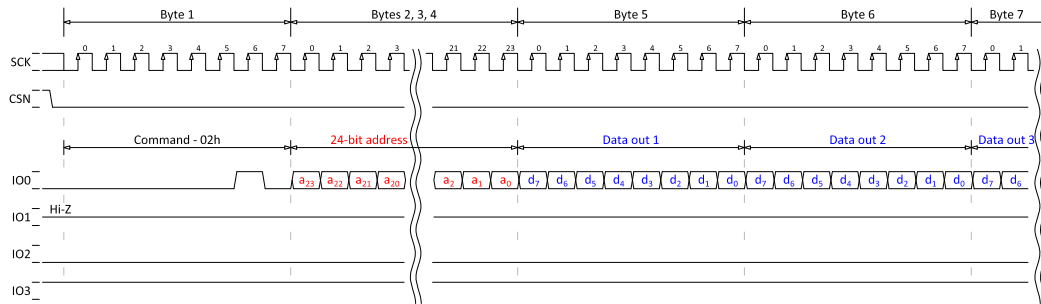 Byte 1 Bytes 2, 3, 4 Byte 5 Byte 6 Byte 7
0 1 2 3 4 5 6 7 0 1 2 3 21 22 23 0 1 2 3 4 5 6 7 0 1 2 3 4 5 6 7 0 1
SCK
CSN
Command - 02h 24-bit address Data out 1 Data out 2 Data out 3
IO0 a23 a22 a21 a20 a2 a1 a0 d7 d6 d5 d4 d3 d2 d1 d0 d7 d6 d5 d4 d3 d2 d1 d0 d7 d6
Hi-Z
IO1
IO2
IO3